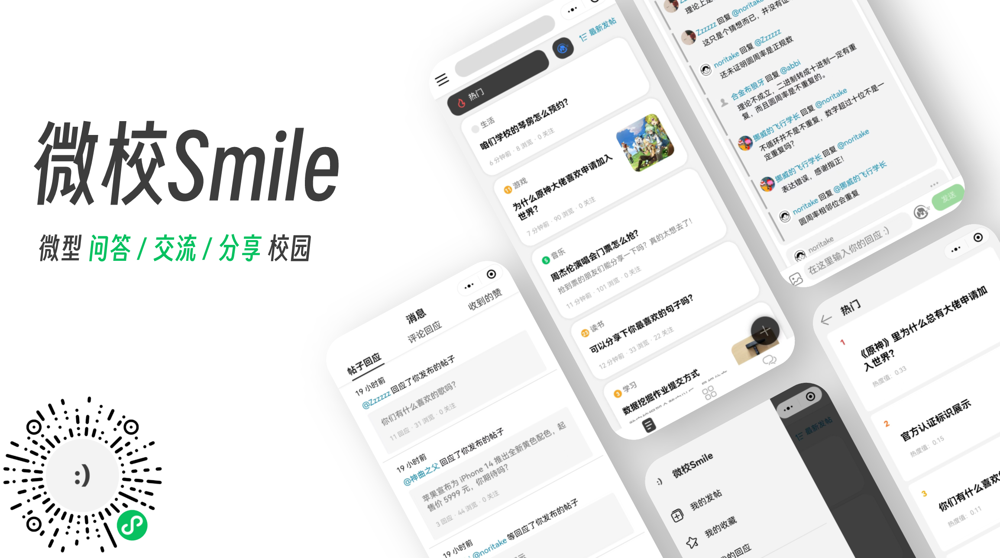 微校Smile
微型 问答 / 交流 / 分享 校园
:)
消息
帖子回应
评论回应
收到的赞
19 小时前
@Zzzzzz 回应了你发布的帖子
你们有什么喜欢的歌吗？
11 回应 · 31 浏览 · 0 关注
19 小时前
@神曲之父 回应了你发布的帖子
苹果宣布为 iPhone 14 推出全新黄色配色，起
售价 5999 元，你期待吗？
3 回应 · 44 浏览 · 0 关注
19 小时前
@noritake 等回应了你发布的帖子
最新发帖
热门
生活
咱们学校的琴房怎么预约？
6 分钟前 · 8 浏览 · 0 关注
11 游戏
为什么原神大佬喜欢申请加入
世界？
7 分钟前 · 90 浏览 · 0 关注
5 音乐
周杰伦演唱会门票怎么抢？
抢到票的朋友们能分享一下吗？真的太想去了！
11 分钟前 · 101 浏览 · 0 关注
23 读书
可以分享下你最喜欢的句子吗？
12 分钟前 · 33 浏览 · 22 关注
3 学习
数据挖掘作业提交方式
理论上是
Zzzzzz 回复 @noritake
这只是个猜想而已，并没有证
noritake 回复 @Zzzzzz
还未证明圆周率是正规数
合金布狼牙 回复 @abbi
理论不成立，二进制转成十进制一定有重
复，而且圆周率是不重复的。
挪威的飞行学长 回复 @noritake
不循环并不是不重复，数字超过十位不是一
定重复吗？
挪威的飞行学长 回复 @noritake
表达错误，感谢指正！
noritake 回复 @挪威的飞行学长
圆周率相邻位会重复
noritake
在这里输入你的回应 :)
发送
:) 微校Smile
我的发帖
我的收藏
我的回应
最新发帖
热门
1
《原神》里为什么总有大佬申请加
入世界？
热度值：0.33
2
官方认证标识展示
热度值：0.15
3
你们有什么喜欢
热度值：0.11